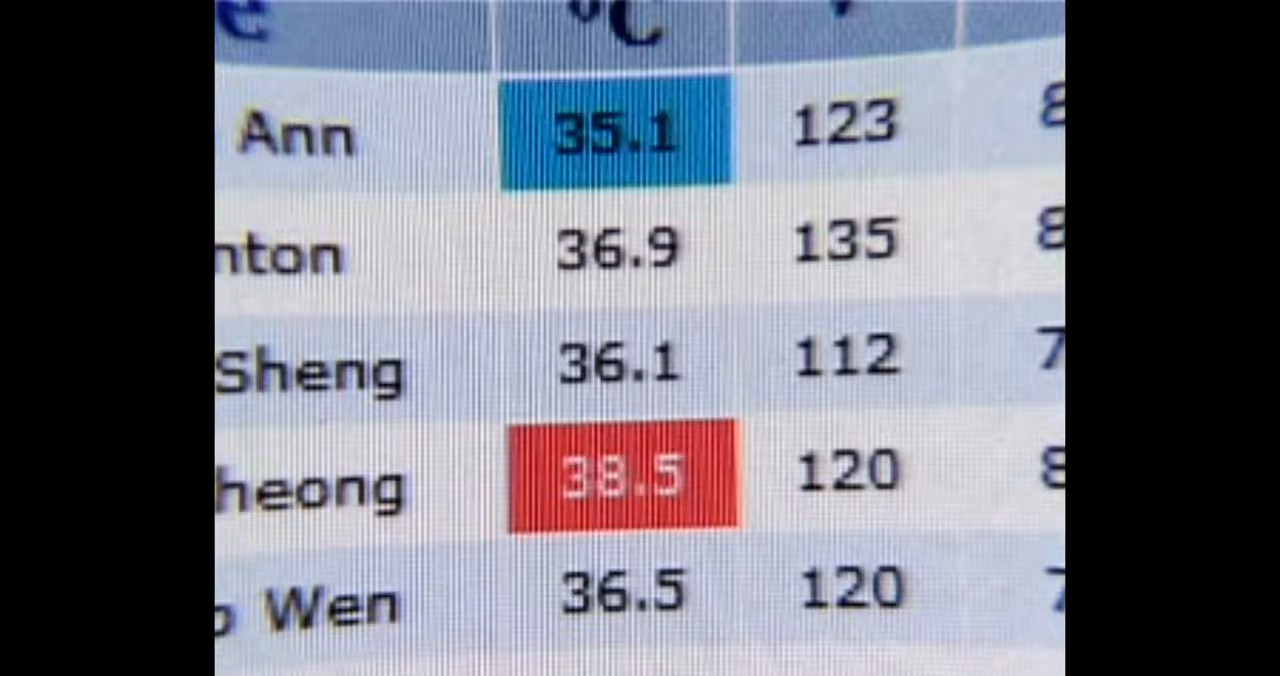 °C
Ann 35.1 123
nton 36.9 135
Sheng 36.1 112
heong 38.5 120
Wen 36.5 120